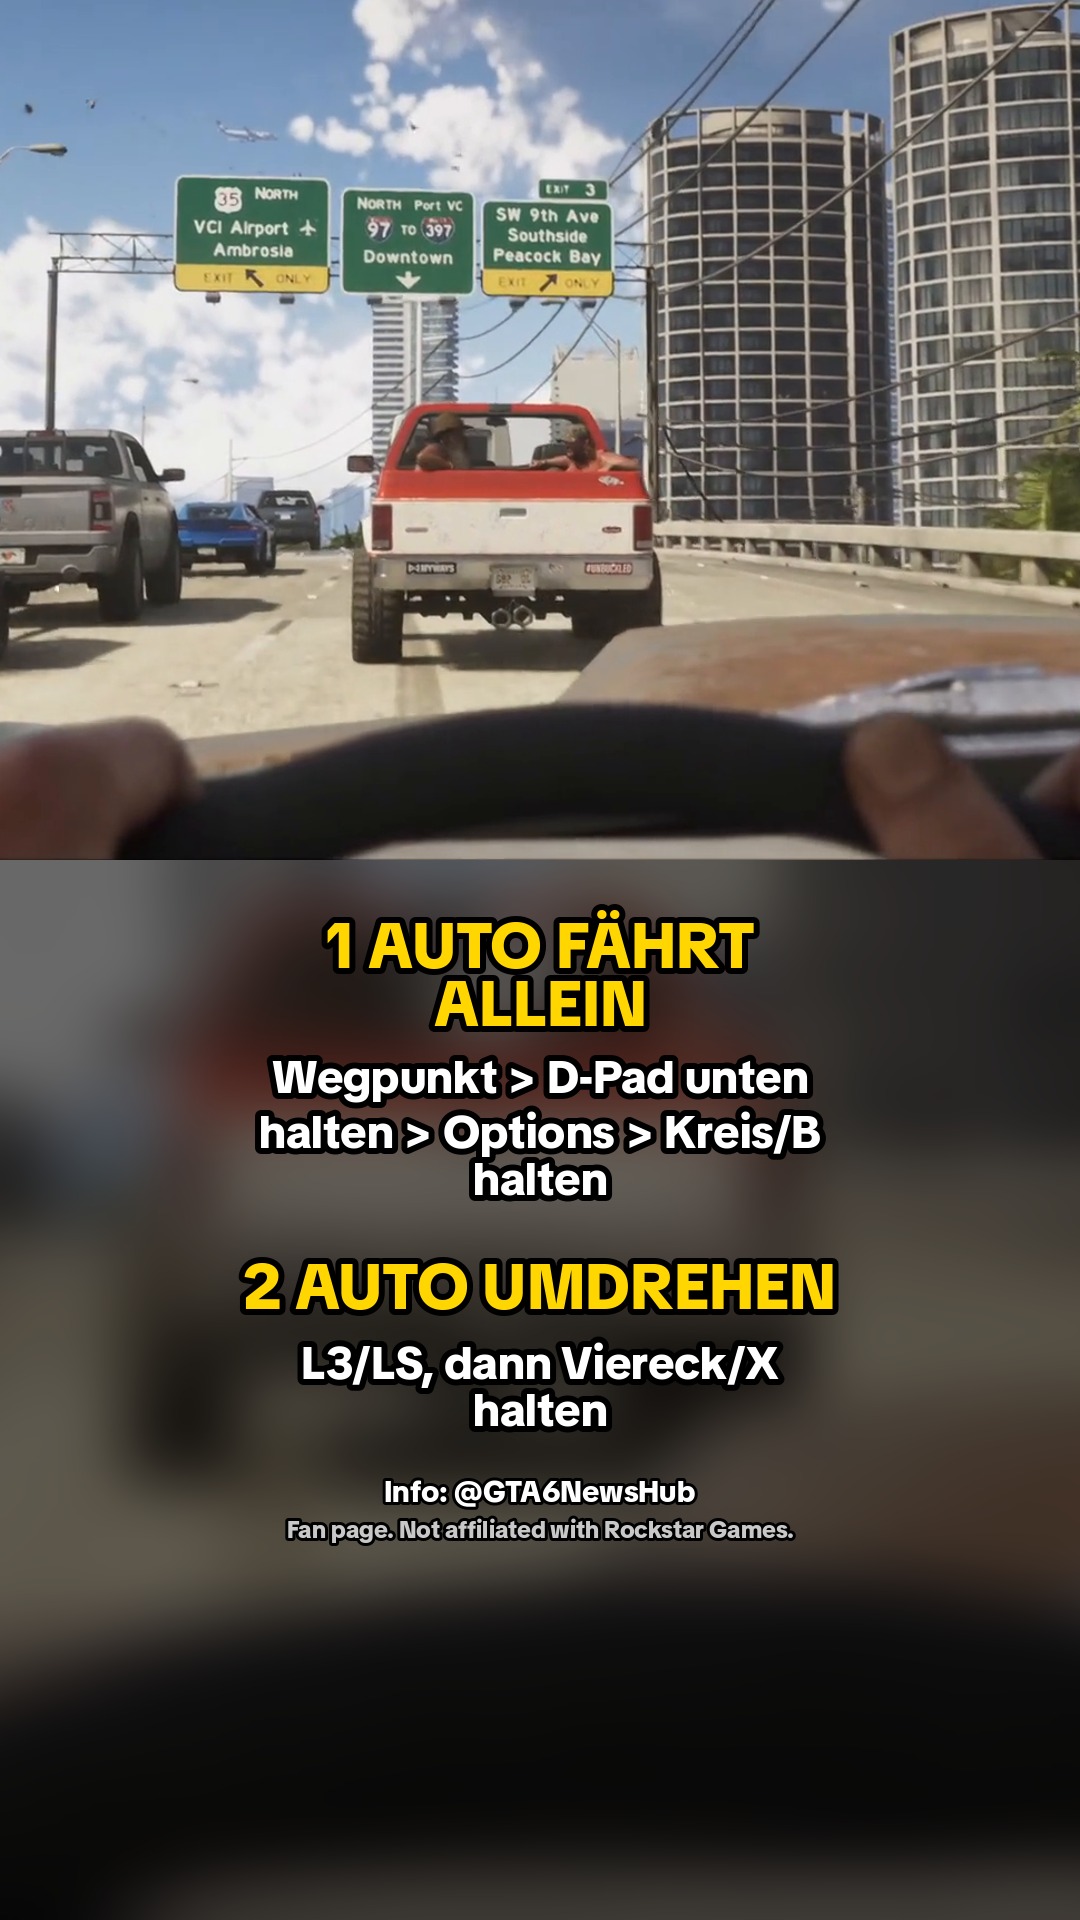 EXIT 3
35 NORTH
VCI Airport
Ambrosia
EXIT ONLY
NORTH Port VC
97 TO 397
Downtown
SW 9th Ave
Southside
Peacock Bay
EXIT ONLY
#UNBUCKLED
1 AUTO FÄHRT
ALLEIN
Wegpunkt > D-Pad unten
halten > Options > Kreis/B
halten
2 AUTO UMDREHEN
L3/LS, dann Viereck/X
halten
Info: @GTA6NewsHub
Fan page. Not affiliated with Rockstar Games.